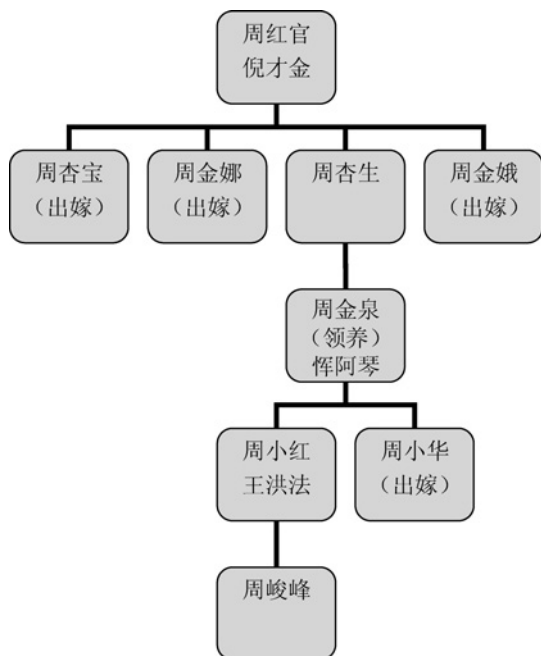 周红官
倪才金
周杏宝
（出嫁）
周金娜
（出嫁）
周杏生
周金娥
（出嫁）
周金泉
（领养）
恽阿琴
周小红
王洪法
周小华
（出嫁）
周峻峰